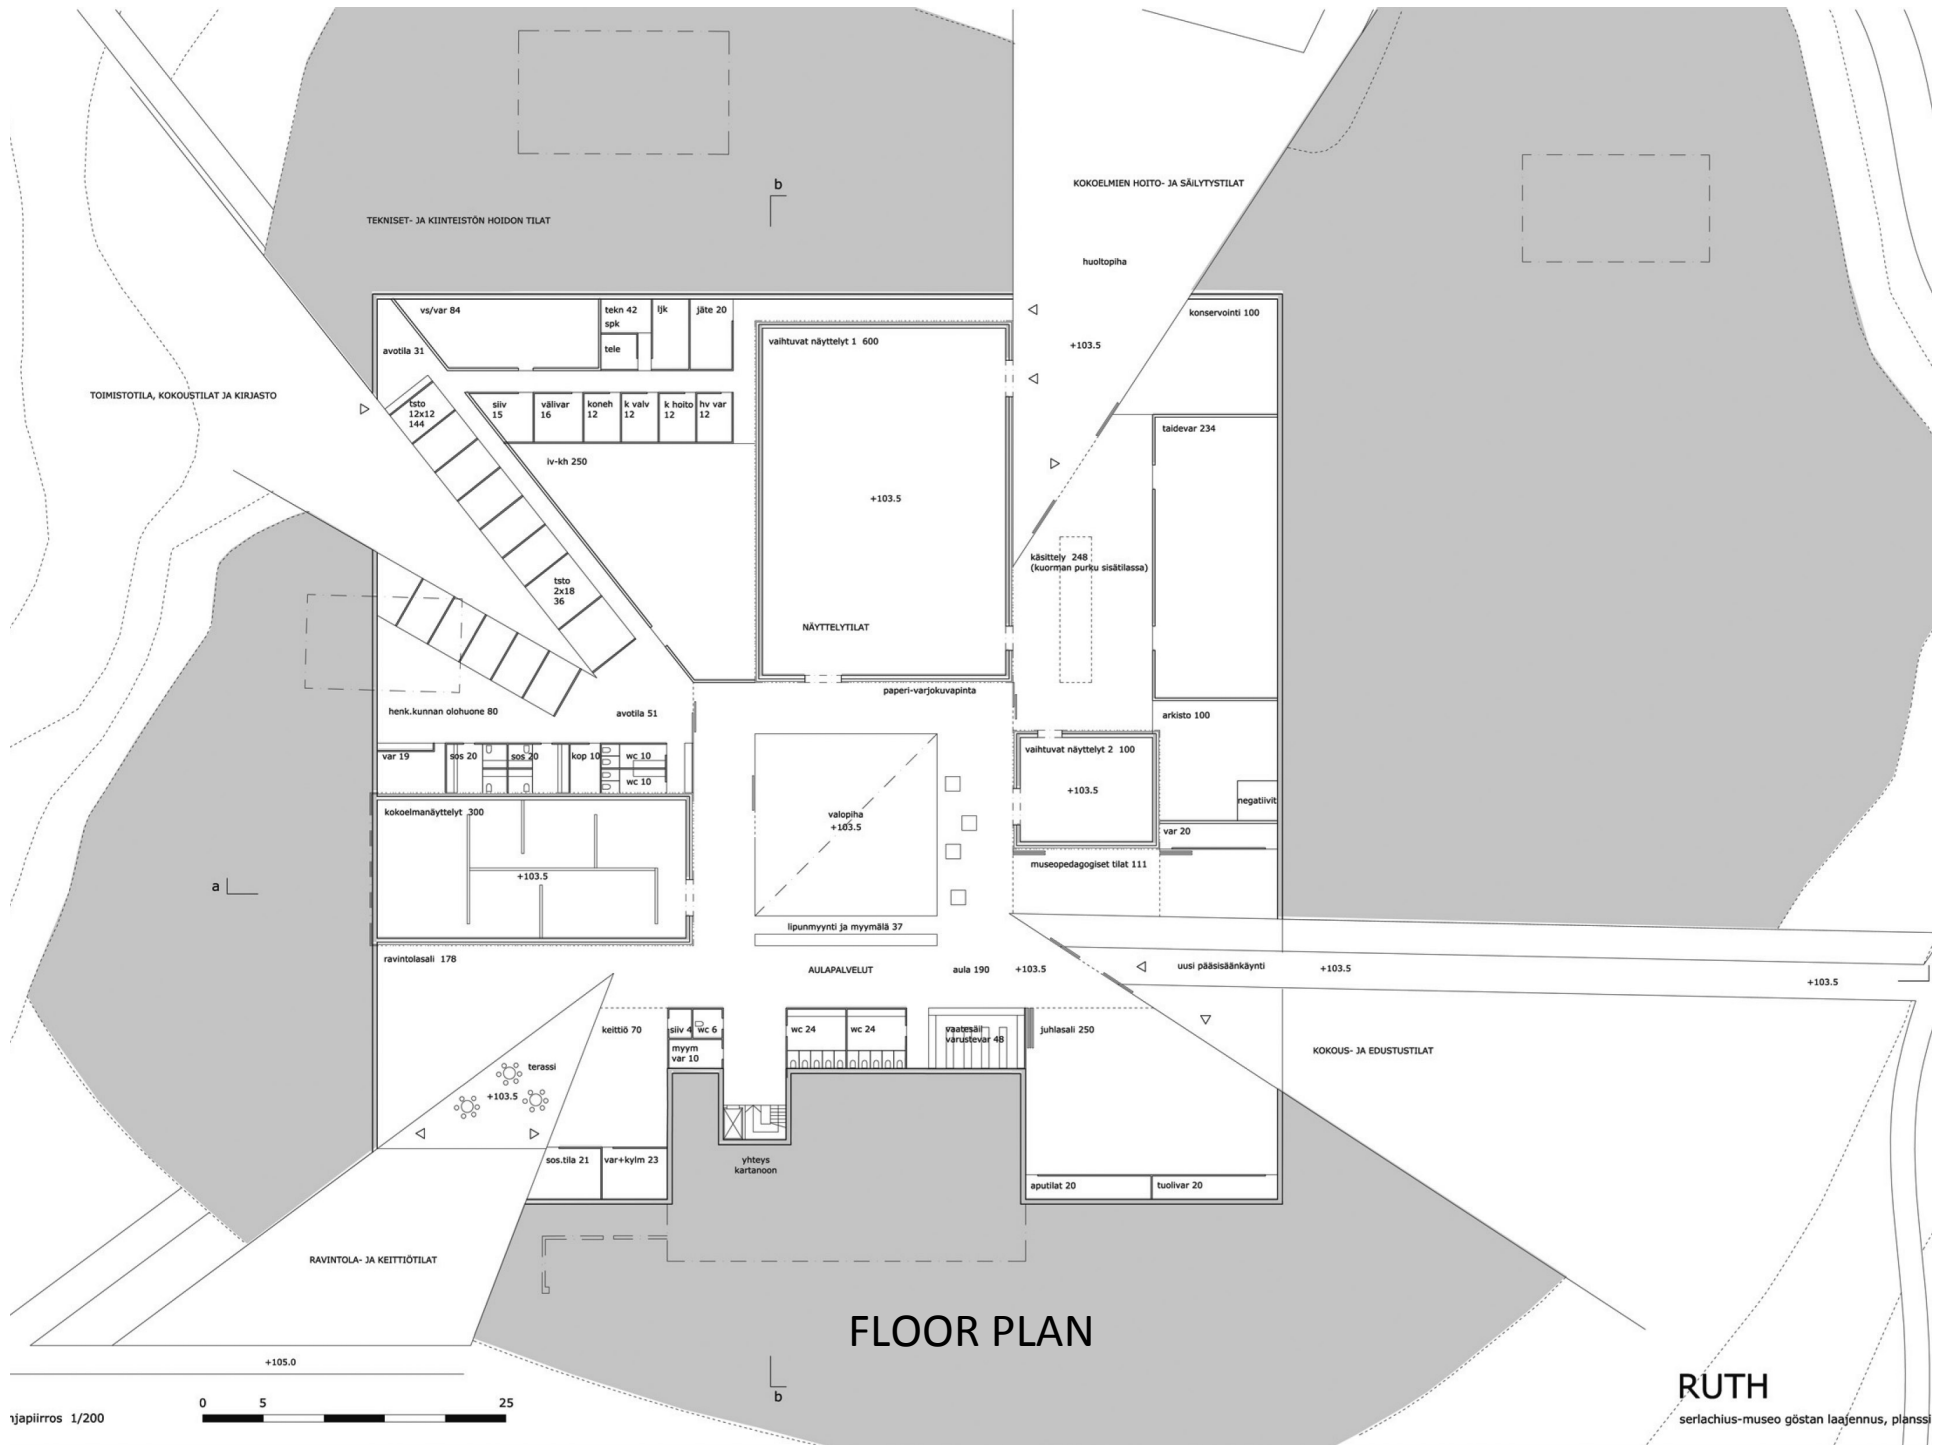 b
KOKOELMIEN HOITO- JA SÄILYTYSTILAT
TEKNISET- JA KIINTEISTÖN HOIDON TILAT
huoltopiha
vs/var 84
tekn 42
spk
ljk
jäte 20
tele
konservointi 100
avotila 31
vaihtuvat näyttelyt 1 600
+103.5
TOIMISTOTILA, KOKOUSTILAT JA KIRJASTO
tsto
12x12
144
siiv
15
välivar
16
koneh
12
k valv
12
k hoito
12
hv var
12
taidevar 234
iv-kh 250
+103.5
käsittely 248
(kuorman purku sisätilassa)
tsto
2x18
36
NÄYTTELYTILAT
paperi-varjokuvapinta
henk.kunnan olohuone 80
avotila 51
arkisto 100
var 19
sos 20
sos 20
kop 10
wc 10
wc 10
vaihtuvat näyttelyt 2 100
+103.5
negatiivit
kokoelmanäyttelyt 300
valopiha
+103.5
var 20
museopedagogiset tilat 111
+103.5
a
lipunmyynti ja myymälä 37
ravintolasali 178
AULAPALVELUT
aula 190
+103.5
uusi pääsisäänkäynti
+103.5
+103.5
keittiö 70
siiv 4
wc 6
myym
var 10
wc 24
wc 24
vaatesäil
varustevar 48
juhlasali 250
KOKOUS- JA EDUSTUSTILAT
terassi
+103.5
sos.tila 21
var+kylm 23
yhteys
kartanoon
aputilat 20
tuolivar 20
RAVINTOLA- JA KEITTIÖTILAT
FLOOR PLAN
+105.0
b
RUTH
0 5 25
njapiirros 1/200
serlachius-museo göstan laajennus, planssi